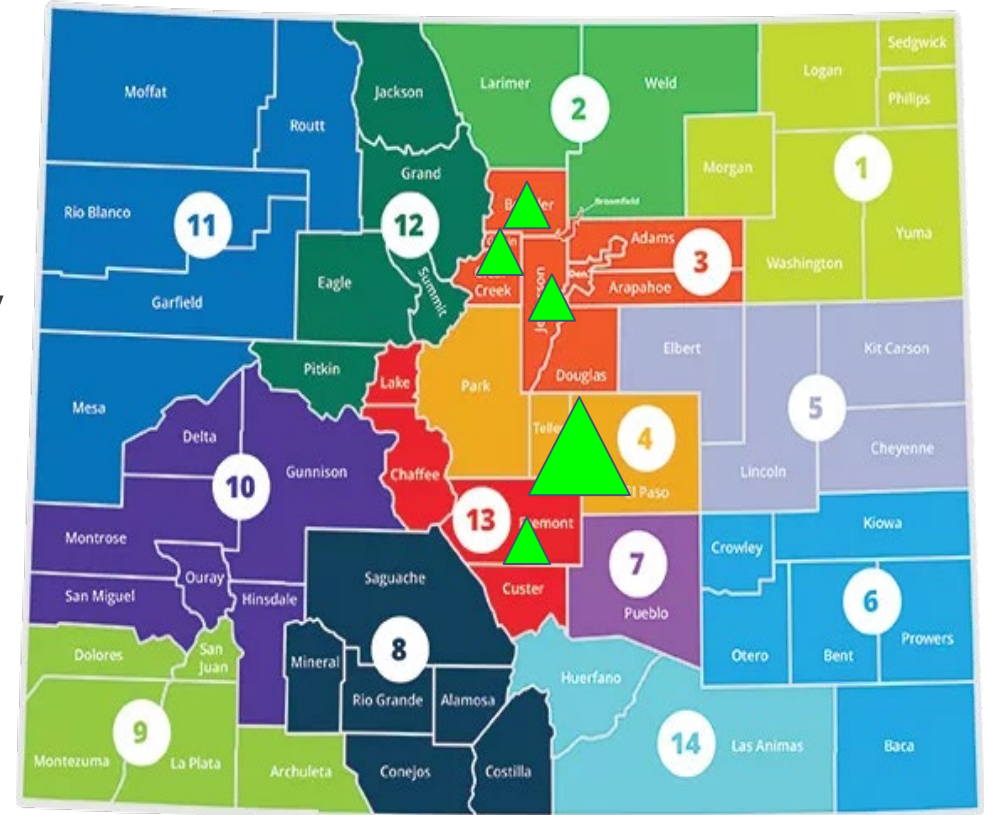 Moffat
Routt
Jackson
Larimer
Weld
2
Logan
Sedgwick
Philips
Morgan
1
Yuma
Washington
Rio Blanco
11
Garfield
Grand
12
Eagle
Summit
Pitkin
Broomfield
Adams
3
Arapahoe
Creek
Douglas
Mesa
Lake
Park
Elbert
Kit Carson
5
Cheyenne
Lincoln
Delta
10
Gunnison
Chaffee
4
13
Custer
7
Pueblo
Kiowa
Crowley
6
Otero
Bent
Prowers
Montrose
San Miguel
Ouray
Hinsdale
Saguache
8
Mineral
Rio Grande
Alamosa
Dolores
San
Juan
9
Montezuma
La Plata
Archuleta
Conejos
Costilla
Huerfano
14
Las Animas
Baca